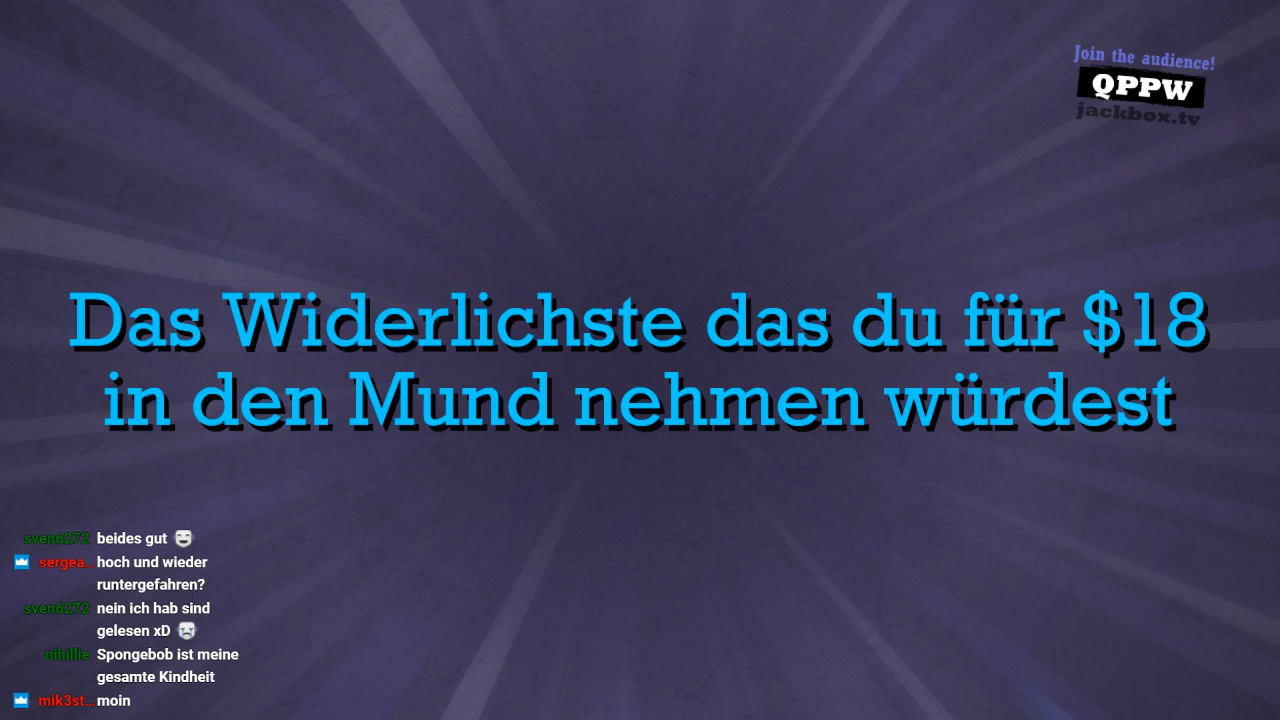 Join the audience!
QPPW
jackbox.tv
Das Widerlichste das du für $18
in den Mund nehmen würdest
sven6272 beides gut
sergea... hoch und wieder
runtergefahren?
sven6272 nein ich hab sind
gelesen xD
nihillie Spongebob ist meine
gesamte Kindheit
mik3st... moin